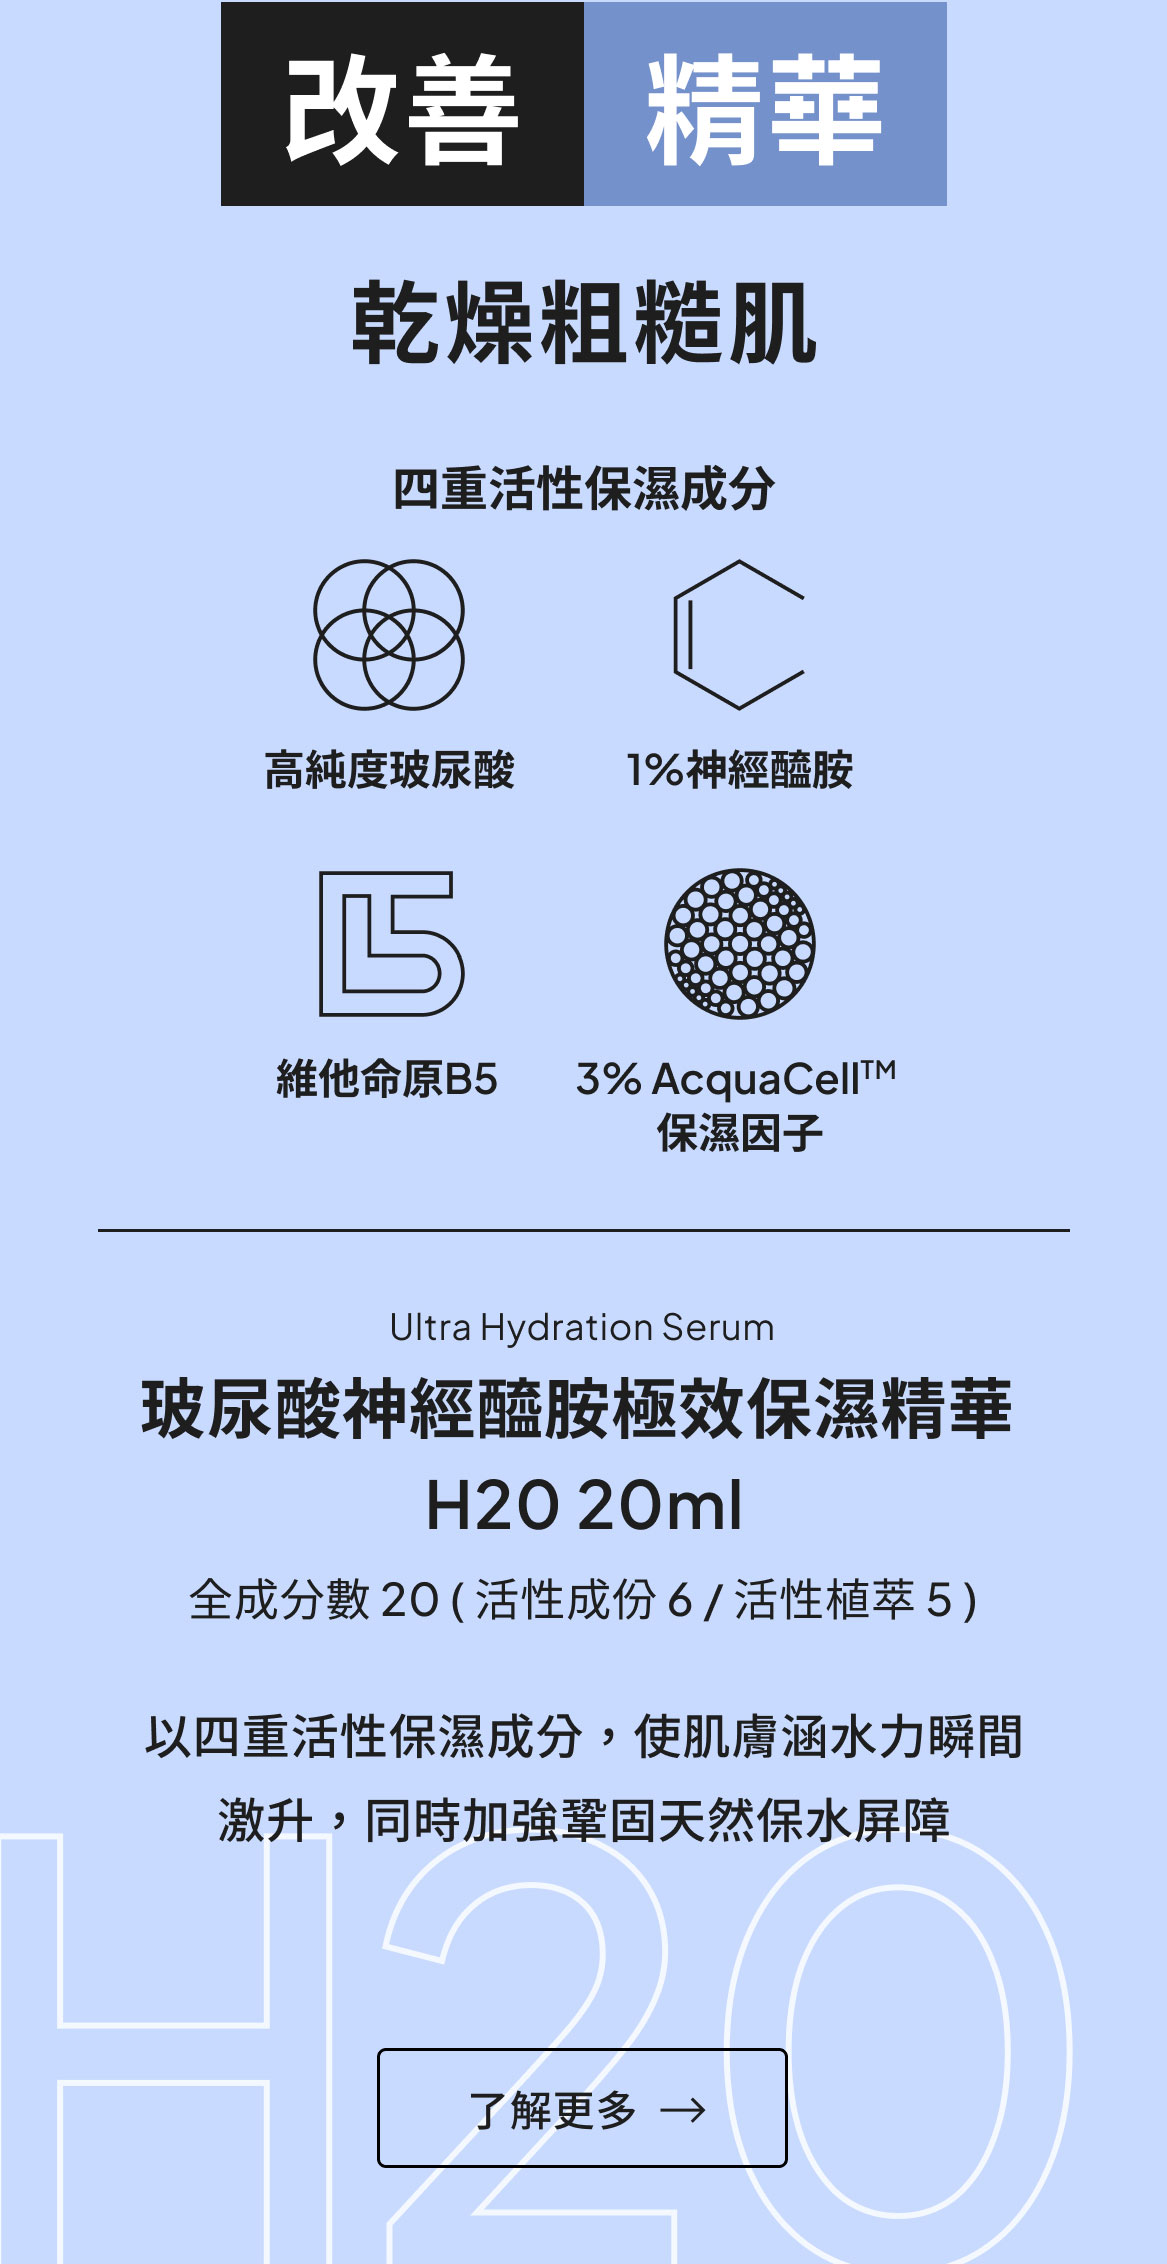 改善 精華
乾燥粗糙肌
四重活性保濕成分
高純度玻尿酸
1%神經醯胺
維他命原B5
3% AcquaCell™
保濕因子
Ultra Hydration Serum
玻尿酸神經醯胺極效保濕精華
H20 20ml
全成分數 20 ( 活性成份 6 / 活性植萃 5 )
以四重活性保濕成分，使肌膚涵水力瞬間
激升，同時加強鞏固天然保水屏障
H20
了解更多 →